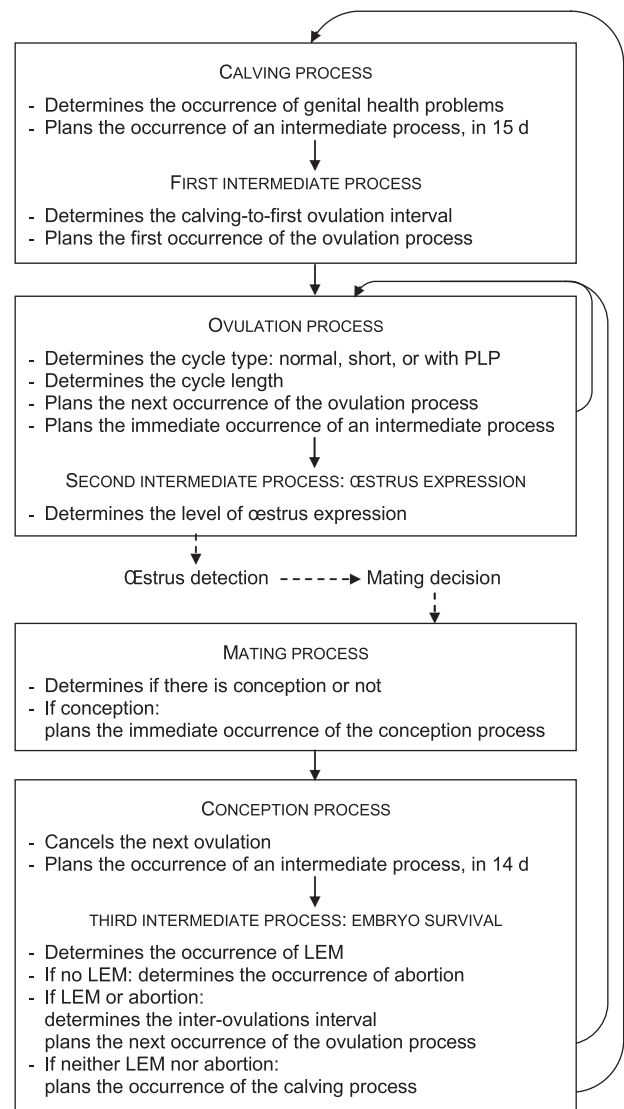 CALVING PROCESS
- Determines the occurrence of genital health problems
- Plans the occurrence of an intermediate process, in 15 d
FIRST INTERMEDIATE PROCESS
- Determines the calving-to-first ovulation interval
- Plans the first occurrence of the ovulation process
OVULATION PROCESS
- Determines the cycle type: normal, short, or with PLP
- Determines the cycle length
- Plans the next occurrence of the ovulation process
- Plans the immediate occurrence of an intermediate process
SECOND INTERMEDIATE PROCESS: ŒSTRUS EXPRESSION
- Determines the level of œstrus expression
Œstrus detection
Mating decision
MATING PROCESS
- Determines if there is conception or not
- If conception:
plans the immediate occurrence of the conception process
CONCEPTION PROCESS
- Cancels the next ovulation
- Plans the occurrence of an intermediate process, in 14 d
THIRD INTERMEDIATE PROCESS: EMBRYO SURVIVAL
- Determines the occurrence of LEM
- If no LEM: determines the occurrence of abortion
- If LEM or abortion:
determines the inter-ovulations interval
plans the next occurrence of the ovulation process
- If neither LEM nor abortion:
plans the occurrence of the calving process